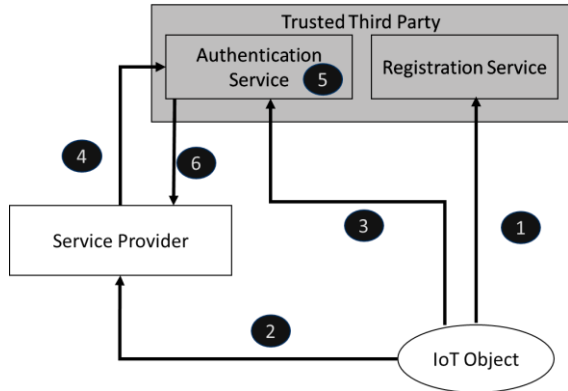 Trusted Third Party
Authentication
Service
5
Registration Service
4
6
Service Provider
3
1
2
IoT Object